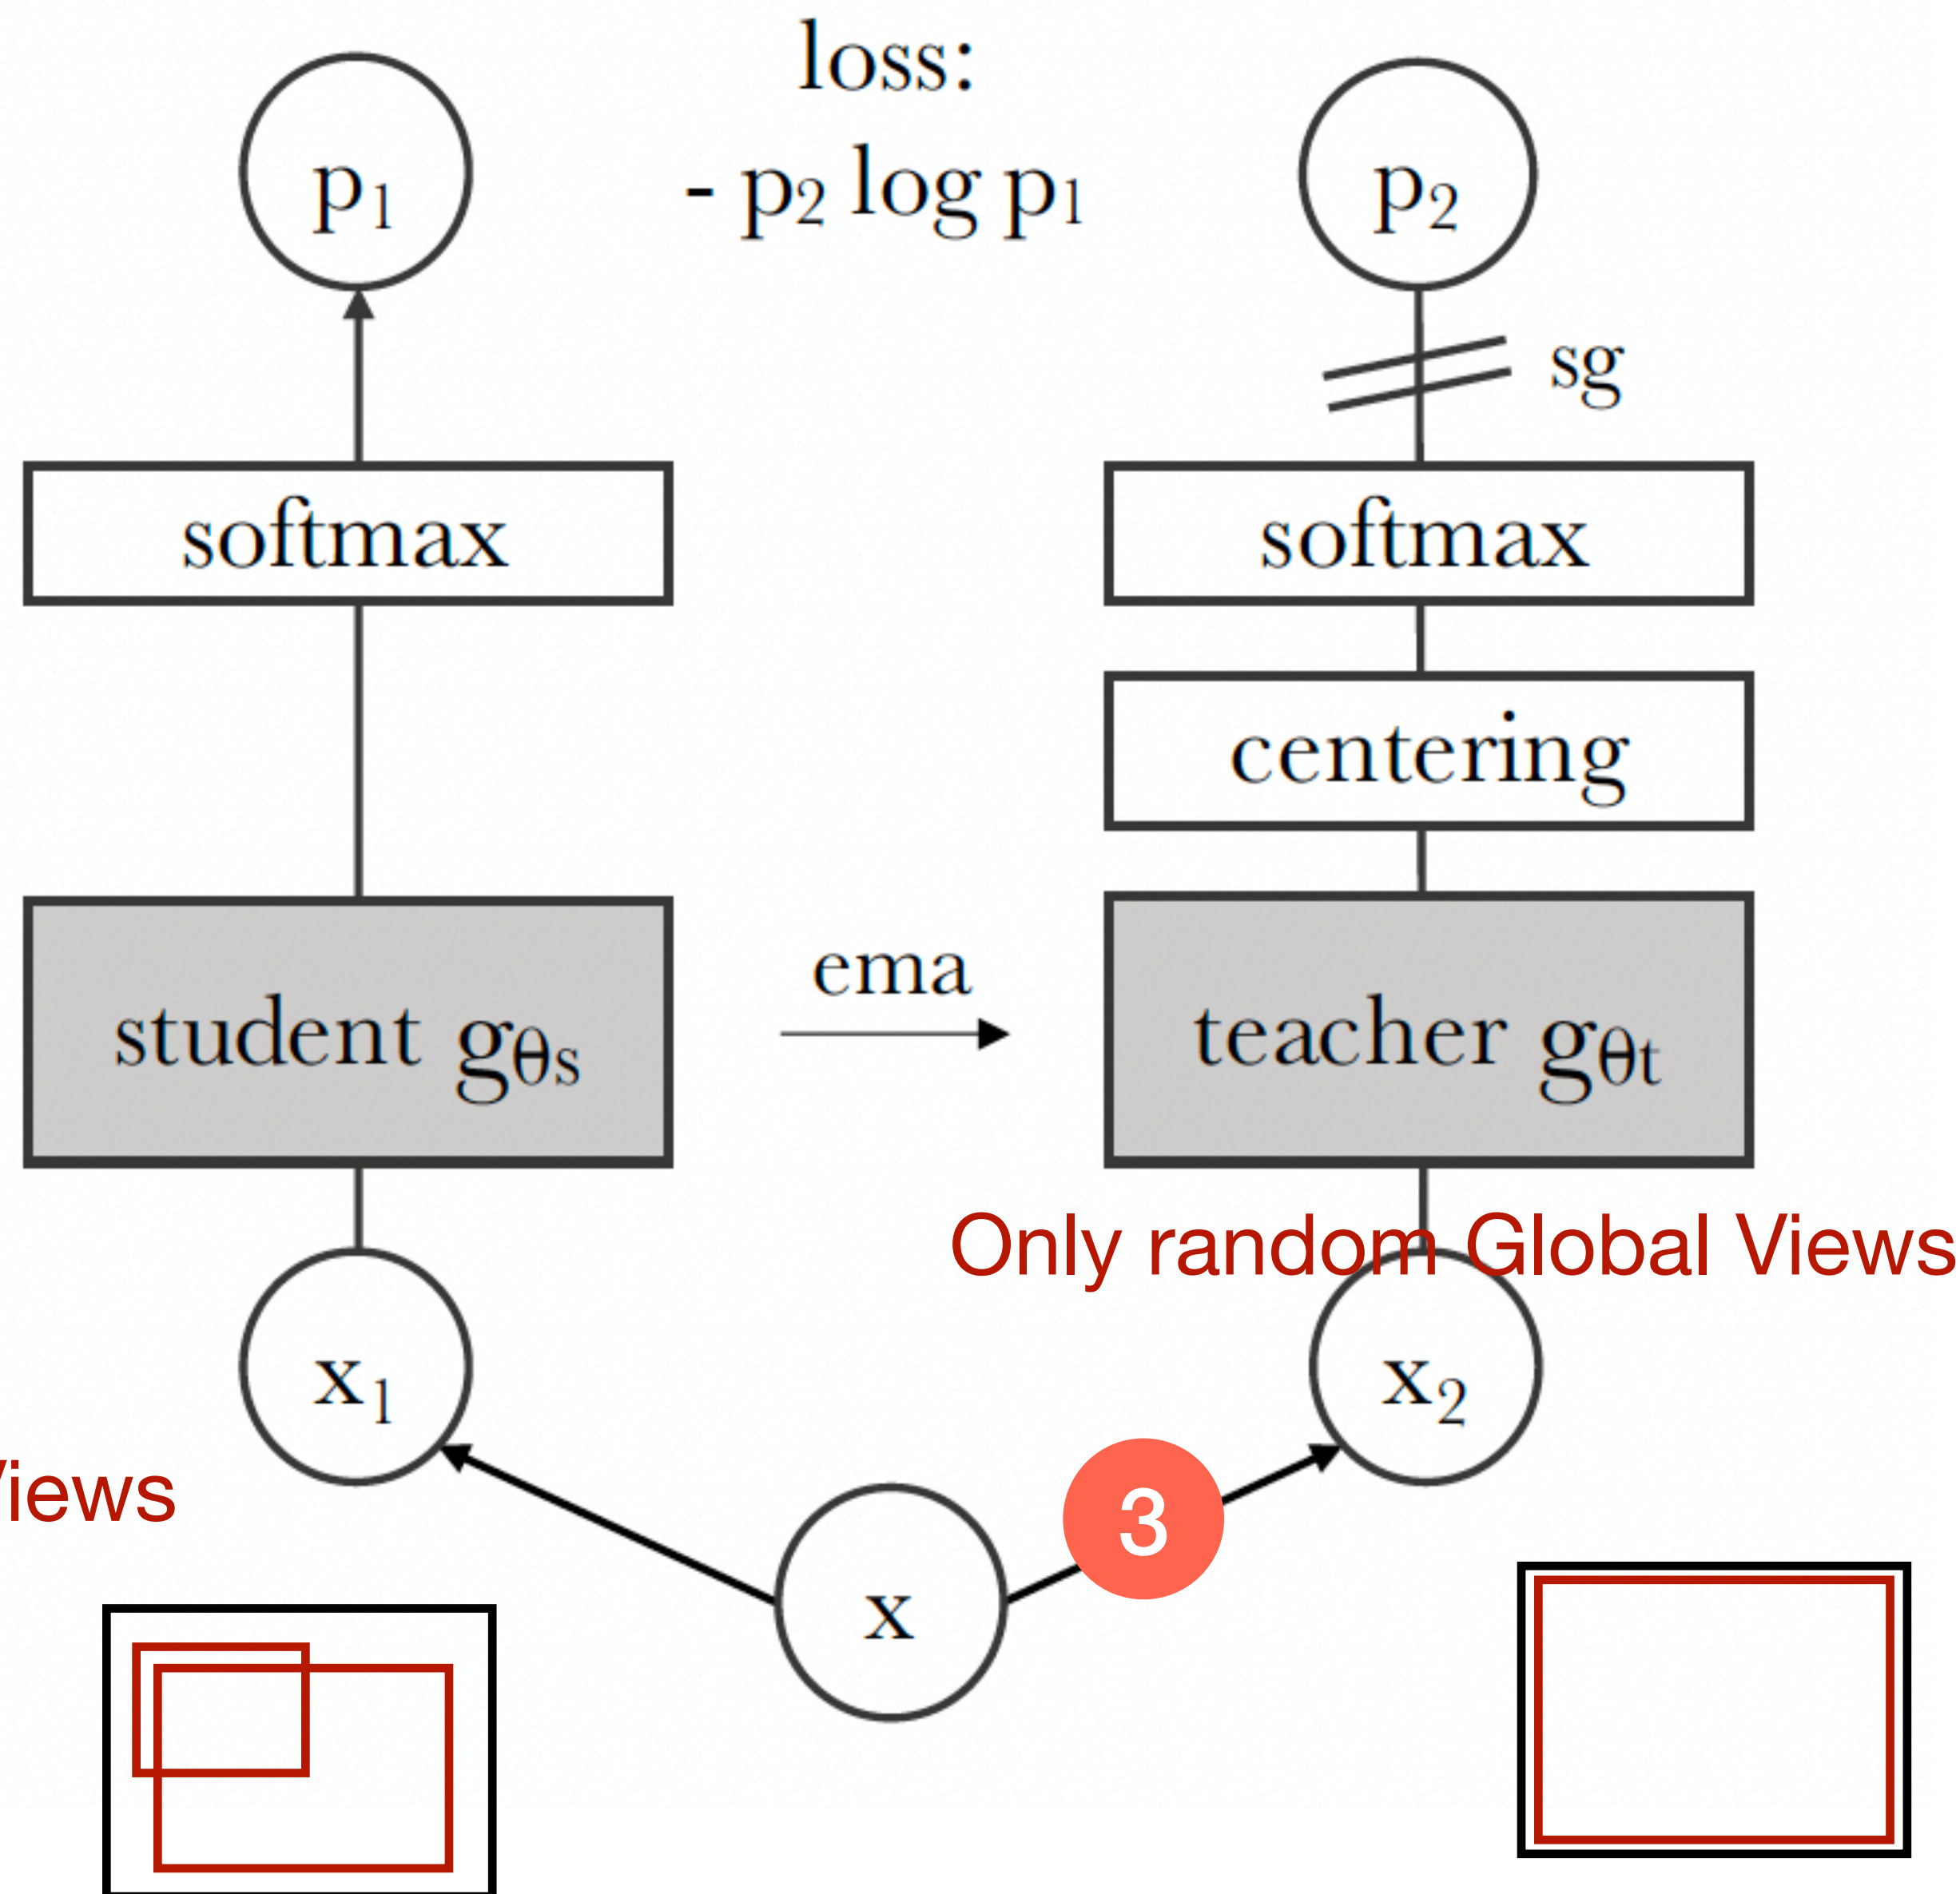 loss:
- p₂ log p₁
p₁
p₂
sg
softmax
softmax
centering
ema
student gθs
teacher gθt
Only random Global Views
x₁
x₂
3
x